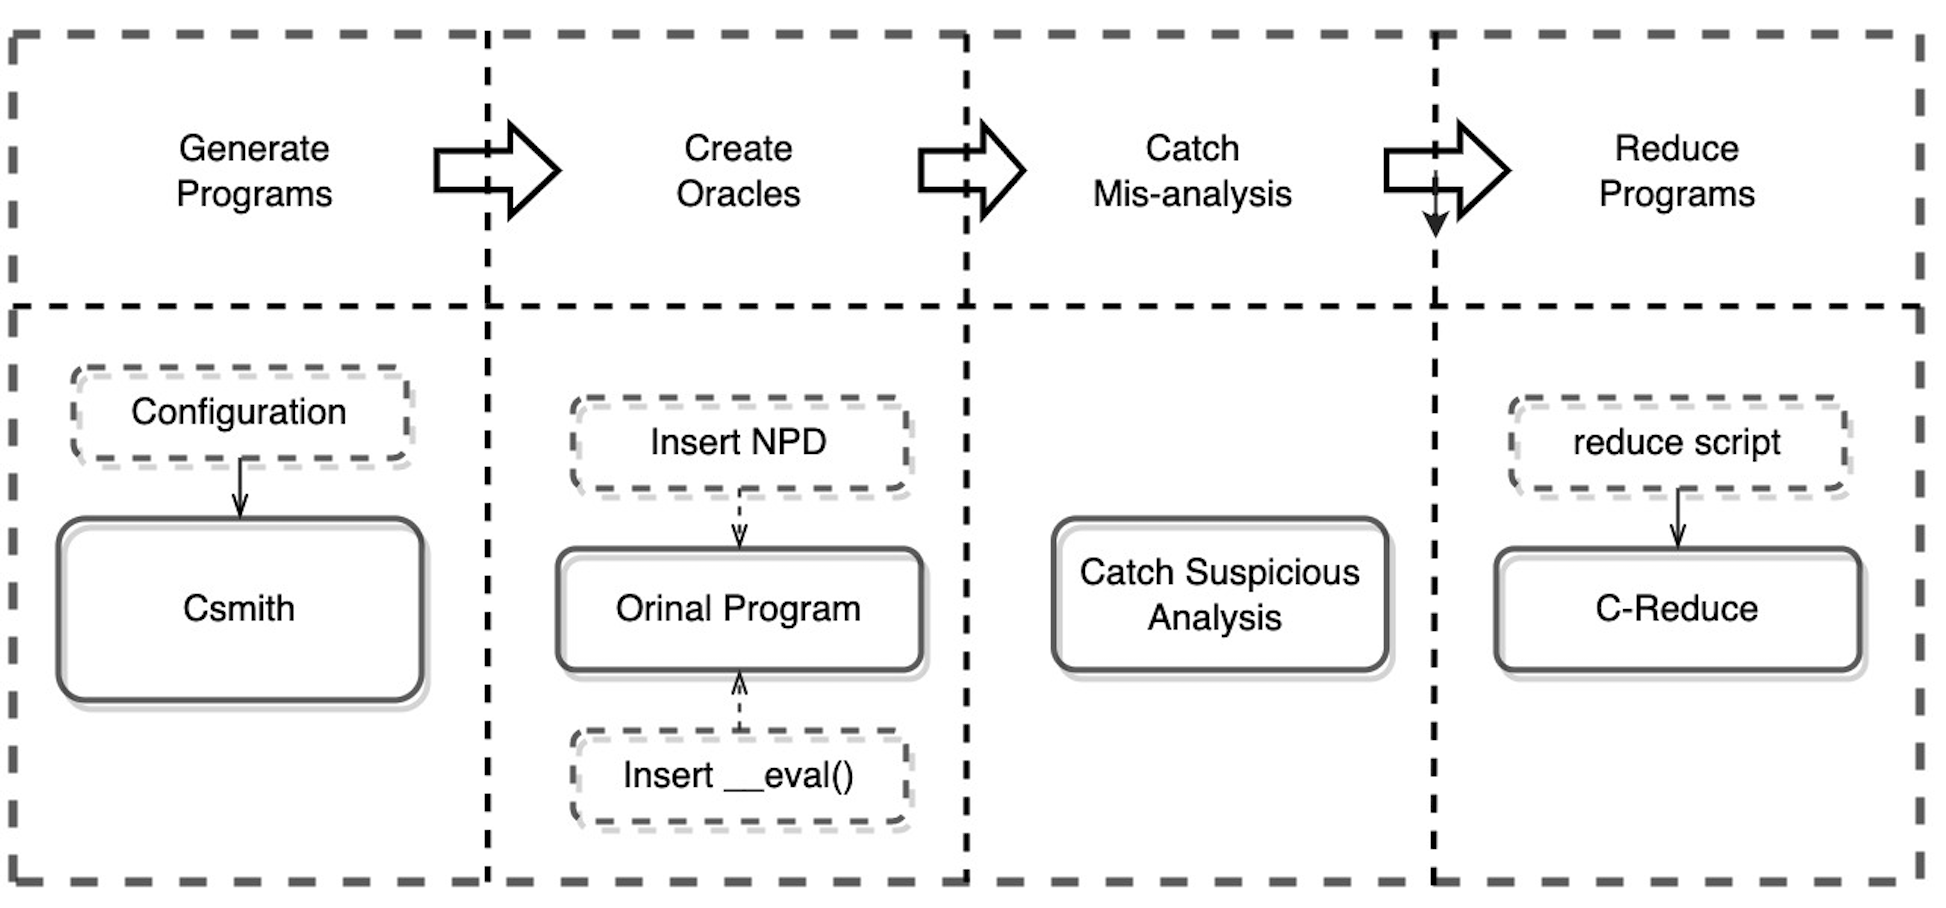 Generate
Programs
Create
Oracles
Catch
Mis-analysis
Reduce
Programs
Configuration
Csmith
Insert NPD
Orinal Program
Insert __eval()
Catch Suspicious
Analysis
reduce script
C-Reduce